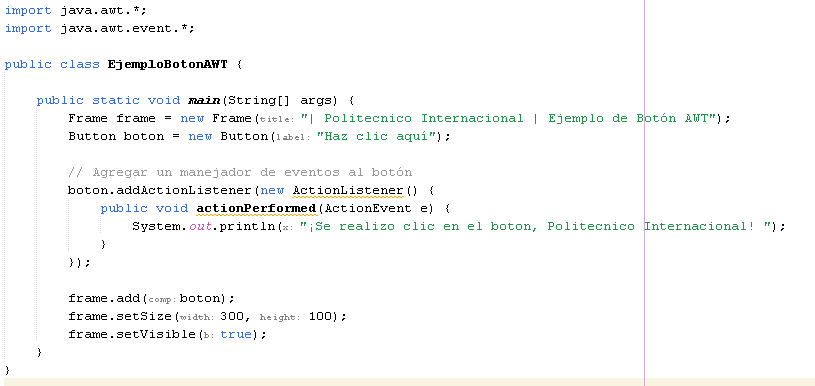 import java.awt.*;
import java.awt.event.*;
public class EjemploBotonAWT {
public static void main(String[] args) {
Frame frame = new Frame(title: "| Politecnico Internacional | Ejemplo de Botón AWT");
Button boton = new Button(label: "Haz clic aquí");
// Agregar un manejador de eventos al botón
boton.addActionListener(new ActionListener() {
public void actionPerformed(ActionEvent e) {
System.out.println(x: "¡Se realizo clic en el boton, Politecnico Internacional! ");
}
});
frame.add(comp: boton);
frame.setSize(width: 300, height: 100);
frame.setVisible(b: true);
}
}